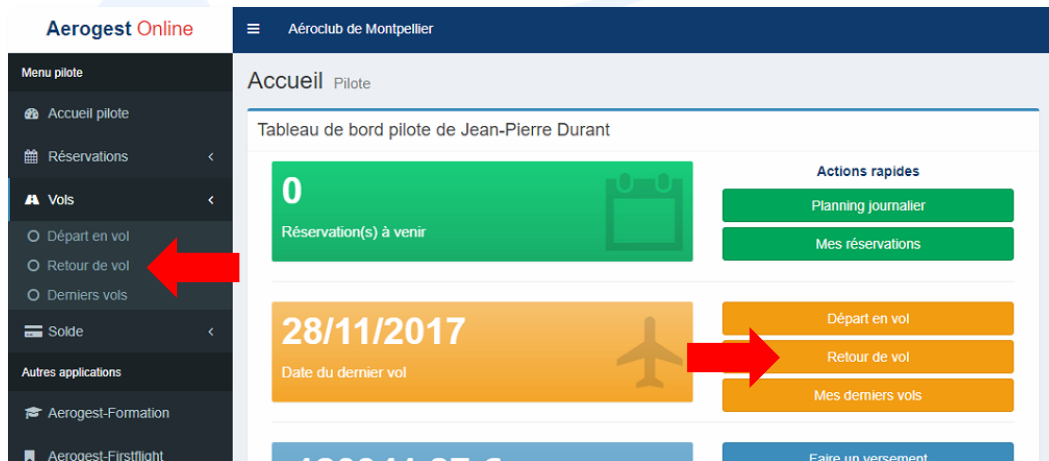 Aerogest Online
Aéroclub de Montpellier
Menu pilote
Accueil pilote
Réservations
Vols
Départ en vol
Retour de vol
Derniers vols
Solde
Autres applications
Aerogest-Formation
Aerogest-Firstflight
Accueil Pilote
Tableau de bord pilote de Jean-Pierre Durant
0
Réservation(s) à venir
Actions rapides
Planning journalier
Mes réservations
28/11/2017
Date du dernier vol
Départ en vol
Retour de vol
Mes derniers vols
Faire un versement